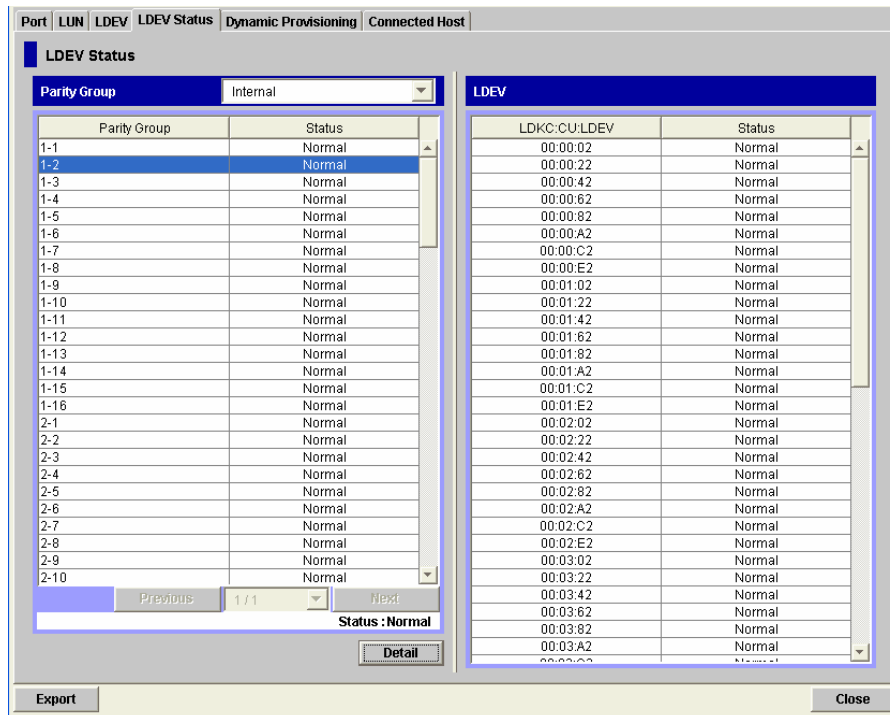 Port LUN LDEV LDEV Status Dynamic Provisioning Connected Host
LDEV Status
Parity Group Internal
Parity Group Status
1-1 Normal
1-2 Normal
1-3 Normal
1-4 Normal
1-5 Normal
1-6 Normal
1-7 Normal
1-8 Normal
1-9 Normal
1-10 Normal
1-11 Normal
1-12 Normal
1-13 Normal
1-14 Normal
1-15 Normal
1-16 Normal
2-1 Normal
2-2 Normal
2-3 Normal
2-4 Normal
2-5 Normal
2-6 Normal
2-7 Normal
2-8 Normal
2-9 Normal
2-10 Normal
Previous 1 / 1 Next
Status : Normal
Detail
LDEV
LDKC:CU:LDEV Status
00:00:02 Normal
00:00:22 Normal
00:00:42 Normal
00:00:62 Normal
00:00:82 Normal
00:00:A2 Normal
00:00:C2 Normal
00:00:E2 Normal
00:01:02 Normal
00:01:22 Normal
00:01:42 Normal
00:01:62 Normal
00:01:82 Normal
00:01:A2 Normal
00:01:C2 Normal
00:01:E2 Normal
00:02:02 Normal
00:02:22 Normal
00:02:42 Normal
00:02:62 Normal
00:02:82 Normal
00:02:A2 Normal
00:02:C2 Normal
00:02:E2 Normal
00:03:02 Normal
00:03:22 Normal
00:03:42 Normal
00:03:62 Normal
00:03:82 Normal
00:03:A2 Normal
Export Close